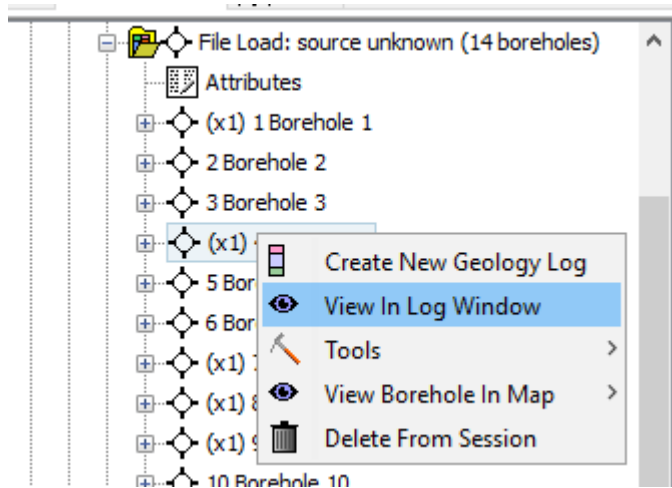 File Load: source unknown (14 boreholes)
Attributes
(x1) 1 Borehole 1
2 Borehole 2
3 Borehole 3
(x1)
Create New Geology Log
5 Bor
View In Log Window
6 Bor
Tools
(x1)
View Borehole In Map
(x1) 8
Delete From Session
(x1) 9
10 Borehole 10